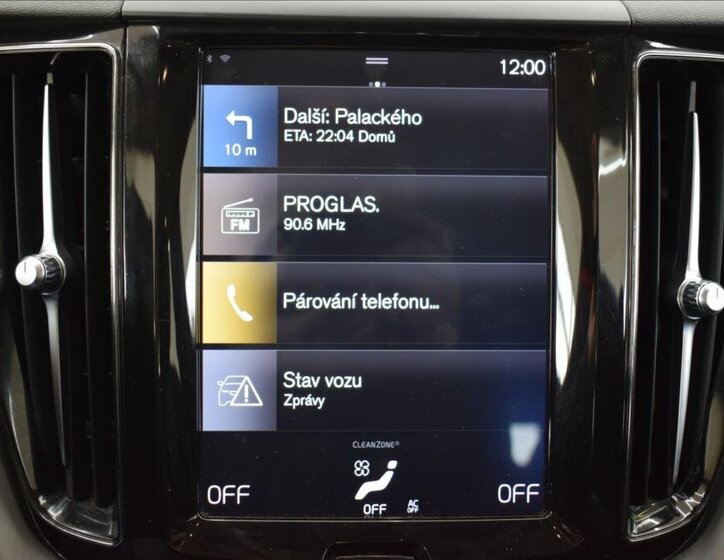 12:00
Další: Palackého
ETA: 22:04 Domů
10 m
PROGLAS.
90.6 MHz
FM
Párování telefonu...
Stav vozu
Zprávy
CLEANZONE®
OFF
OFF
AC
OFF
OFF